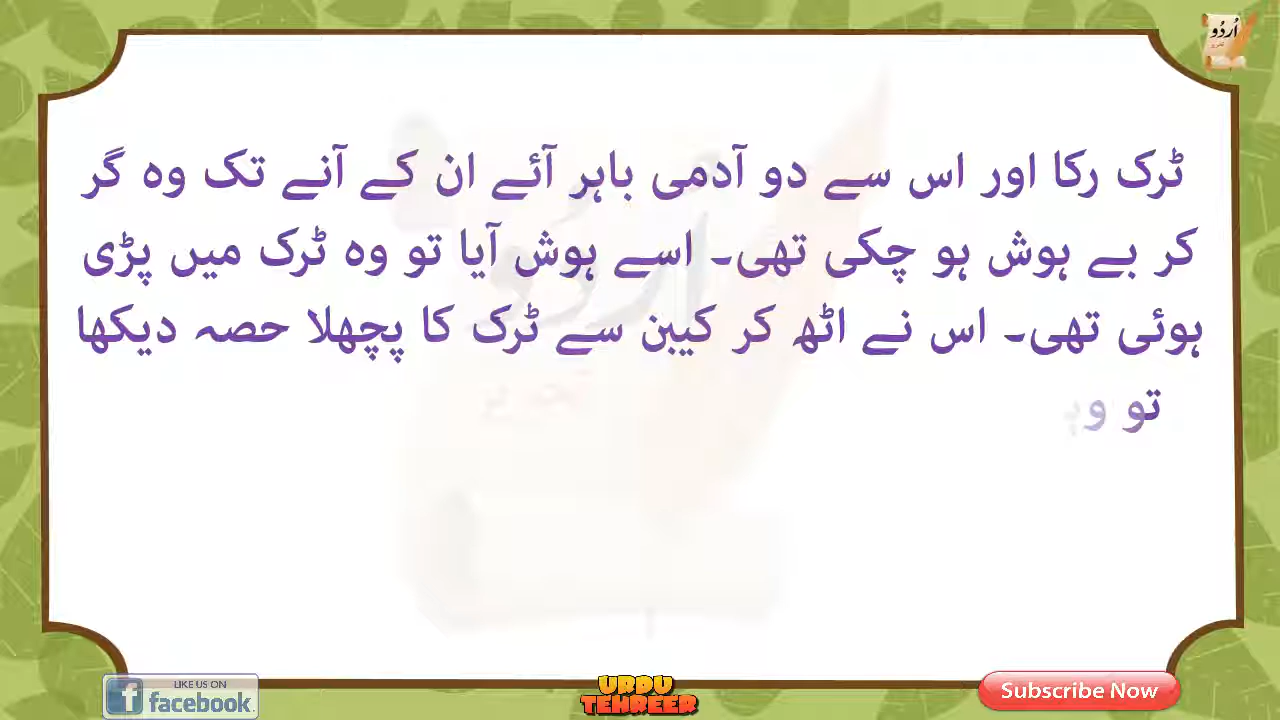 اُردُو
ٹرک رکا اور اس سے دو آدمی باہر آئے ان کے آنے تک وہ گر
کر بے ہوش ہو چکی تھی۔ اسے ہوش آیا تو وہ ٹرک میں پڑی
ہوئی تھی۔ اس نے اٹھ کر کیبن سے ٹرک کا پچھلا حصہ دیکھا
تو
LIKE US ON
facebook
URDU
TEHREER
Subscribe Now